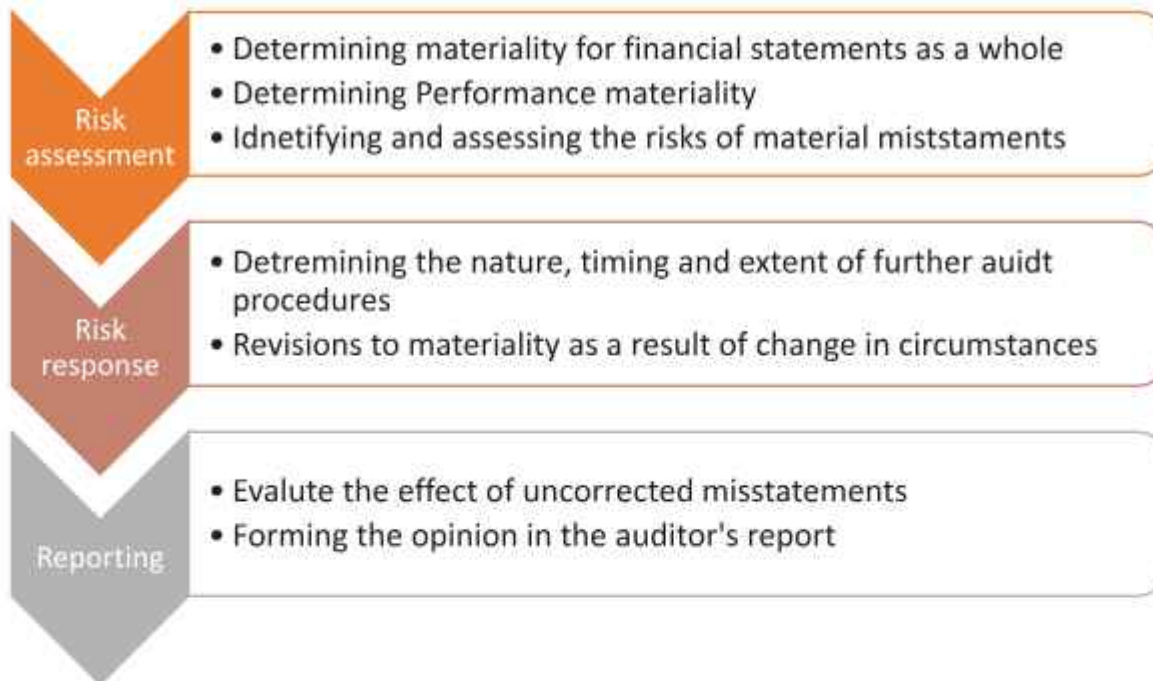 Risk
assessment
• Determining materiality for financial statements as a whole
• Determining Performance materiality
• Idnetifying and assessing the risks of material miststaments
Risk
response
• Detremining the nature, timing and extent of further auidt
procedures
• Revisions to materiality as a result of change in circumstances
Reporting
• Evalute the effect of uncorrected misstatements
• Forming the opinion in the auditor's report